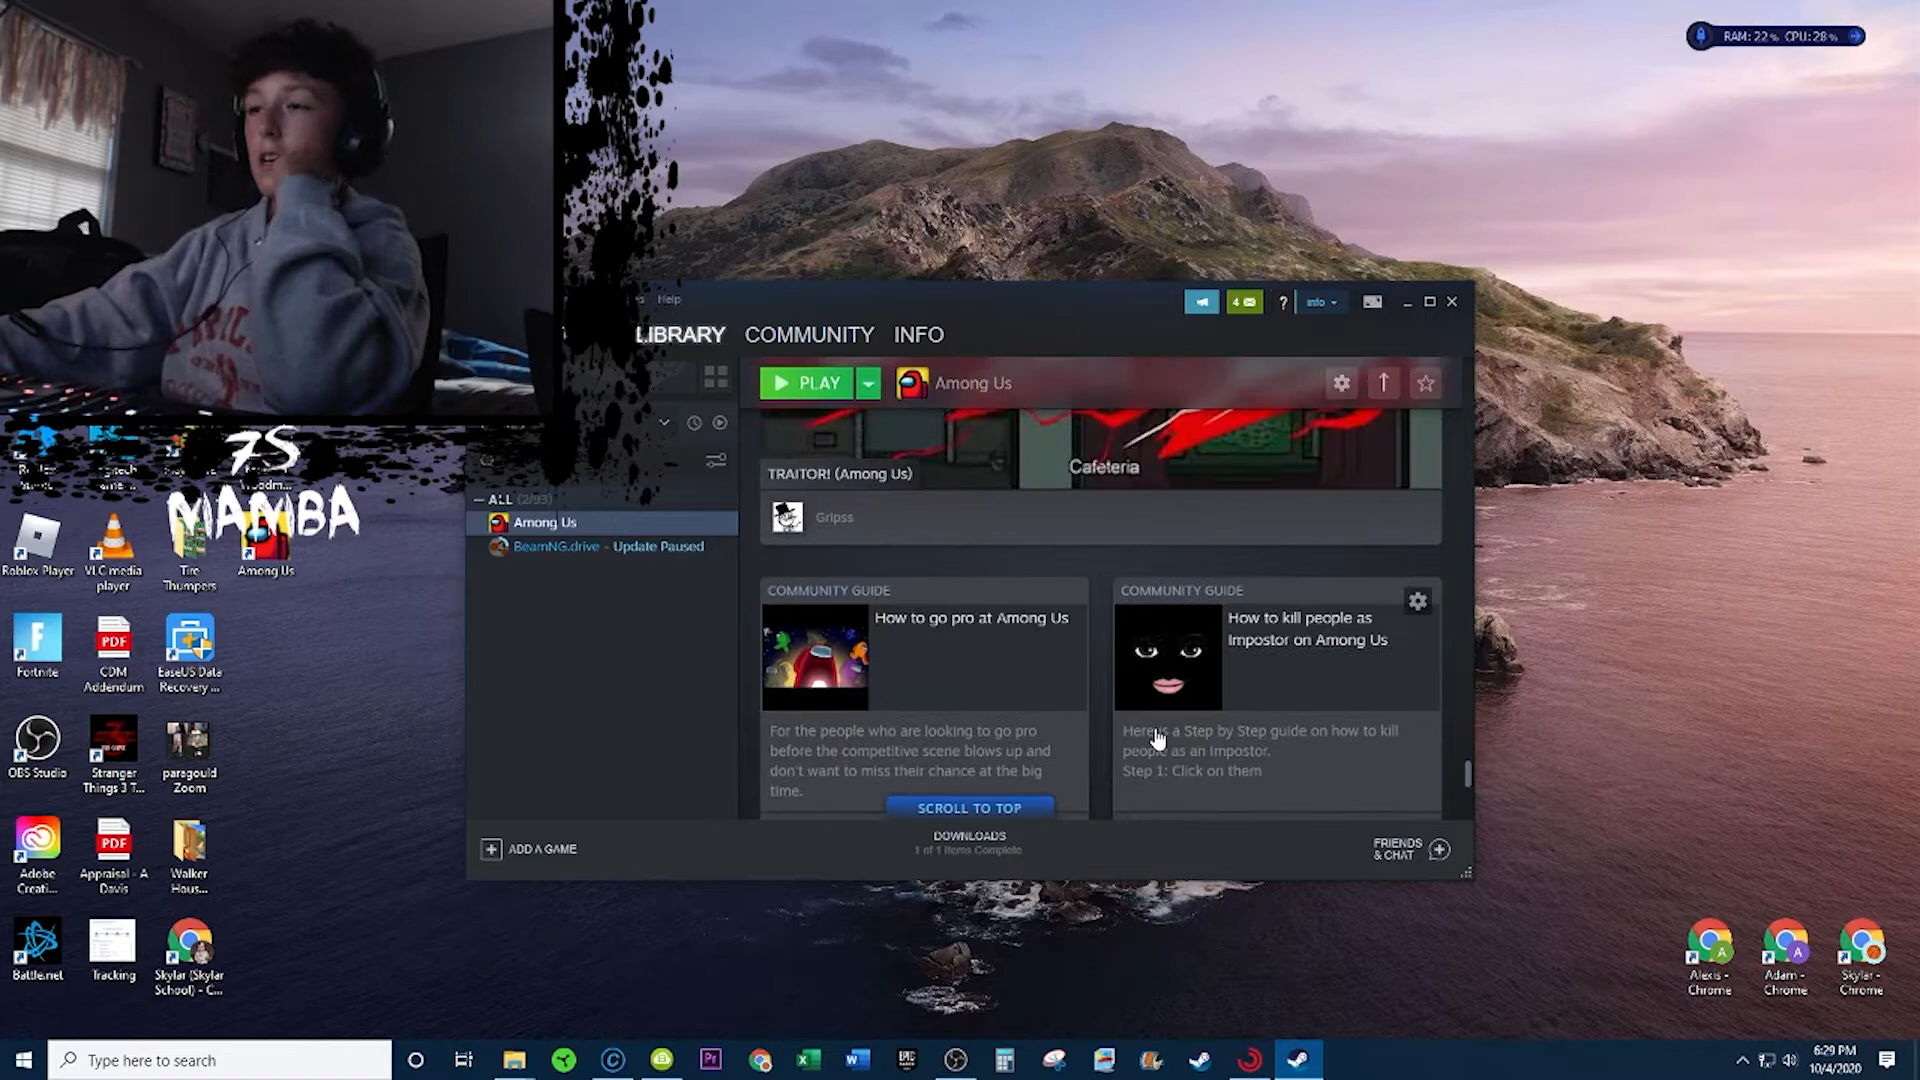 RAM: 22% CPU: 28%
Help
4
?
info
LIBRARY COMMUNITY INFO
PLAY
Among Us
TRAITOR! (Among Us)
Cafeteria
Gripss
ALL (2/93)
Among Us
BeamNG.drive - Update Paused
COMMUNITY GUIDE
How to go pro at Among Us
For the people who are looking to go pro
before the competitive scene blows up and
don't want to miss their chance at the big
time.
COMMUNITY GUIDE
How to kill people as
Impostor on Among Us
Here is a Step by Step guide on how to kill
people as an Impostor.
Step 1: Click on them
SCROLL TO TOP
ADD A GAME
DOWNLOADS
1 of 1 Items Complete
FRIENDS
& CHAT
7S
MAMBA
Roblox Player
VLC media
player
Tire
Thumpers
Among Us
Fortnite
PDF
CDM
Addendum
EaseUS Data
Recovery ...
OBS Studio
Stranger
Things 3 T...
paragould
Zoom
Adobe
Creati...
PDF
Appraisal - A
Davis
Walker
Hous...
Battle.net
Tracking
Skylar (Skylar
School) - C...
Alexis -
Chrome
Adam -
Chrome
Skylar -
Chrome
Type here to search
6:29 PM
10/4/2020